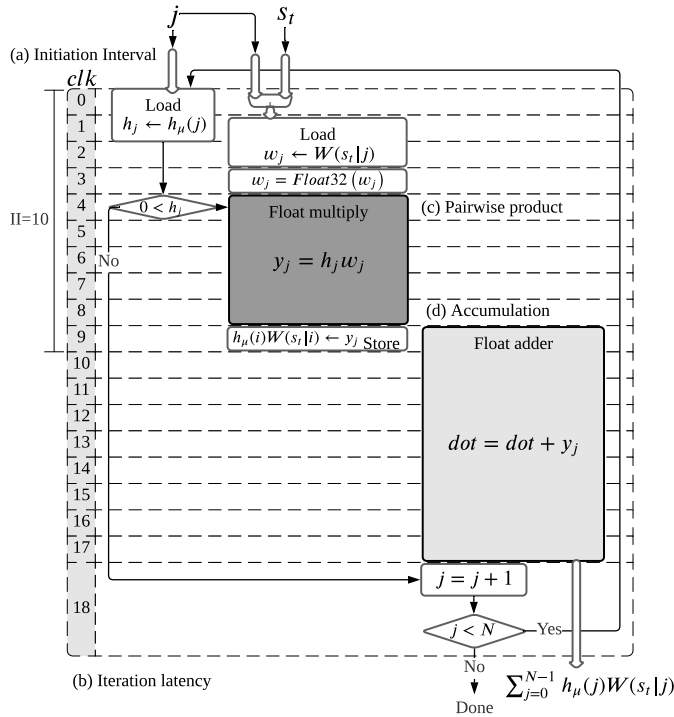 j
s_t
(a) Initiation Interval
clk
0
Load
h_j ← h_μ(j)
1
Load
2
w_j ← W(s_t|j)
3
w_j = Float32 (w_j)
4
0 < h_j
Float multiply
(c) Pairwise product
II=10
5
No
6
y_j = h_j w_j
7
8
(d) Accumulation
9
h_μ(i)W(s_t|i) ← y_j Store
Float adder
10
11
12
13
dot = dot + y_j
14
15
16
17
j = j + 1
18
j < N
Yes
No
(b) Iteration latency
∑_{j=0}^{N−1} h_μ(j)W(s_t|j)
Done